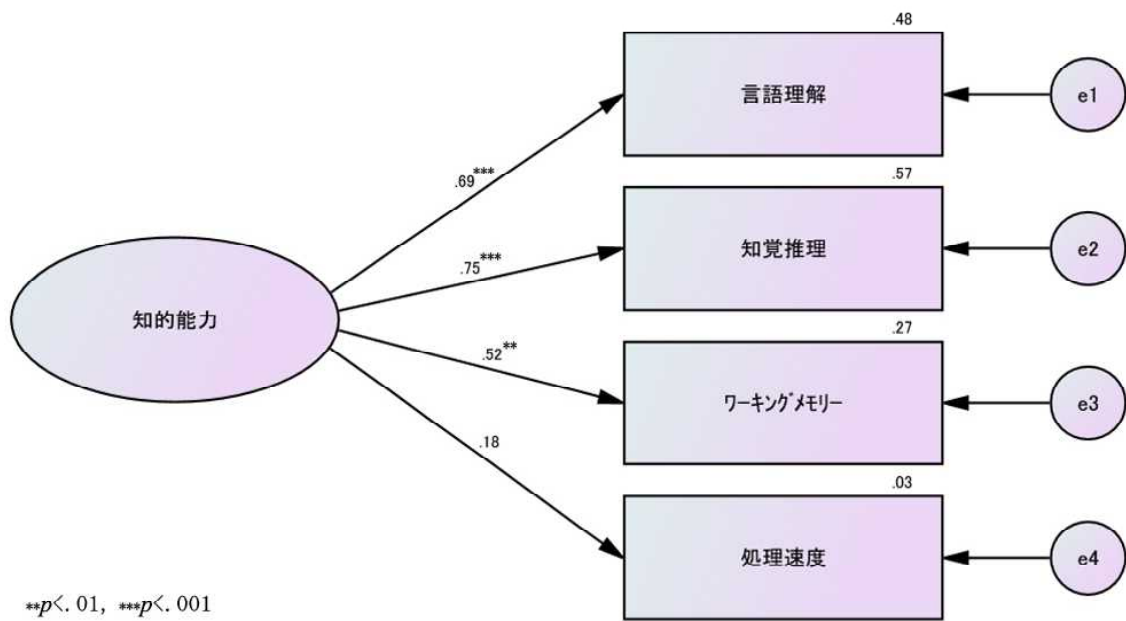 .48
言語理解
e1
.69***
.57
知覚推理
e2
.75***
知的能力
.27
.52**
ワーキングメモリー
e3
.18
.03
処理速度
e4
**p<.01, ***p<.001